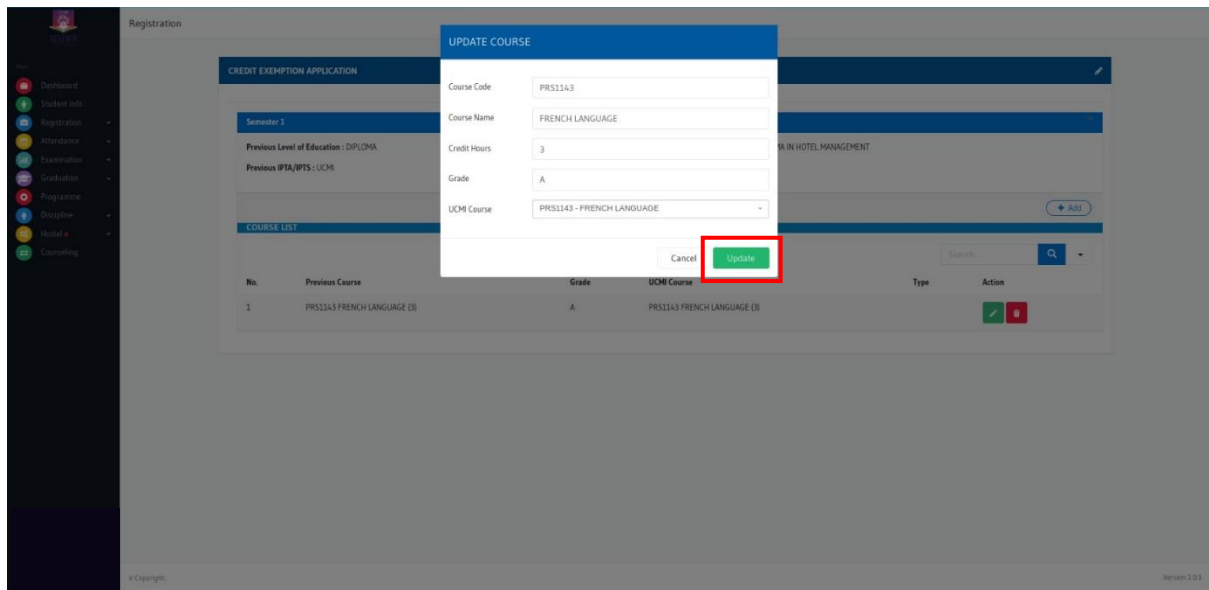 Registration
UPDATE COURSE
Course Code PRS1143
Course Name FRENCH LANGUAGE
Credit Hours 3
Grade A
UCMI Course PRS1143 - FRENCH LANGUAGE
Cancel Update
CREDIT EXEMPTION APPLICATION
Semester 1
Previous Level of Education : DIPLOMA
MA IN HOTEL MANAGEMENT
Previous IPTA/IPTS : UCMI
+ Add
COURSE LIST
Search...
No. Previous Course Grade UCMI Course Type Action
1 PRS1143 FRENCH LANGUAGE (3) A PRS1143 FRENCH LANGUAGE (3)
Dashboard
Student Info
Registration
Attendance
Examination
Graduation
Programme
Discipline
Hostel
Counseling
© Copyright.
Version 2.0.1